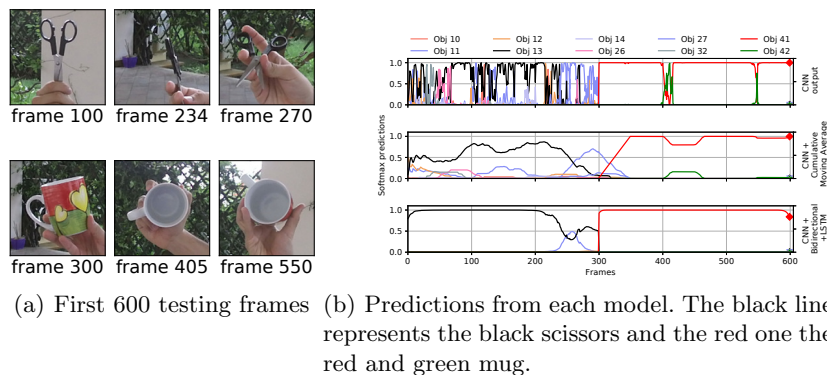 frame 100 frame 234 frame 270
frame 300 frame 405 frame 550
(a) First 600 testing frames
Obj 10 Obj 12 Obj 14 Obj 27 Obj 41
Obj 11 Obj 13 Obj 26 Obj 32 Obj 42
1.0
0.5
0.0
CNN
output
1.0
0.5
0.0
Softmax predictions
CNN +
Cumulative
Moving Average
1.0
0.5
0.0
CNN +
Bidirectional
+LSTM
0 100 200 300 400 500 600
Frames
(b) Predictions from each model. The black line
represents the black scissors and the red one the
red and green mug.